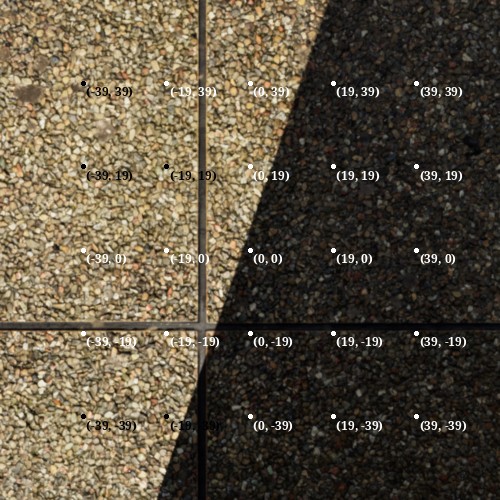 (-39, 39) (-19, 39) (0, 39) (19, 39) (39, 39)
(-39, 19) (-19, 19) (0, 19) (19, 19) (39, 19)
(-39, 0) (-19, 0) (0, 0) (19, 0) (39, 0)
(-39, -19) (-19, -19) (0, -19) (19, -19) (39, -19)
(-39, -39) (-19, -39) (0, -39) (19, -39) (39, -39)